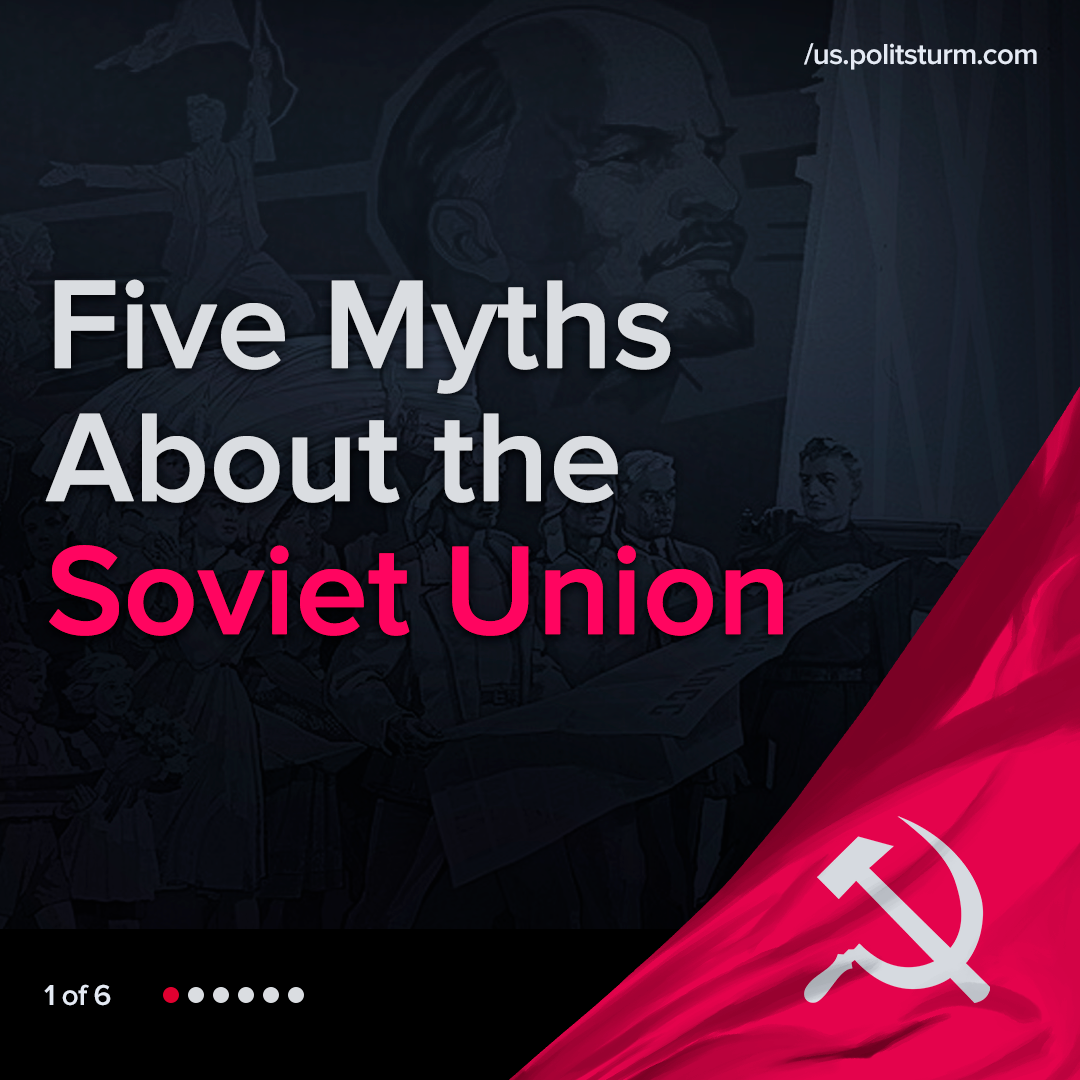 /us.politsturm.com
Five Myths
About the
Soviet Union
1 of 6